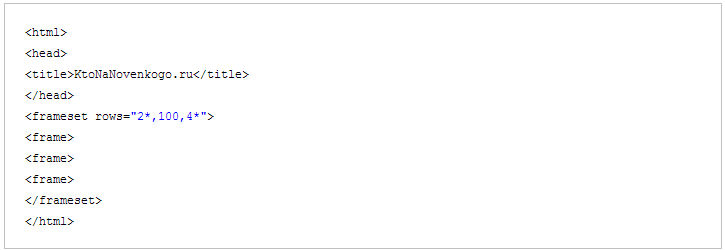 <html>
<head>
<title>KtoNaNovenkogo.ru</title>
</head>
<frameset rows="2*,100,4*">
<frame>
<frame>
<frame>
</frameset>
</html>